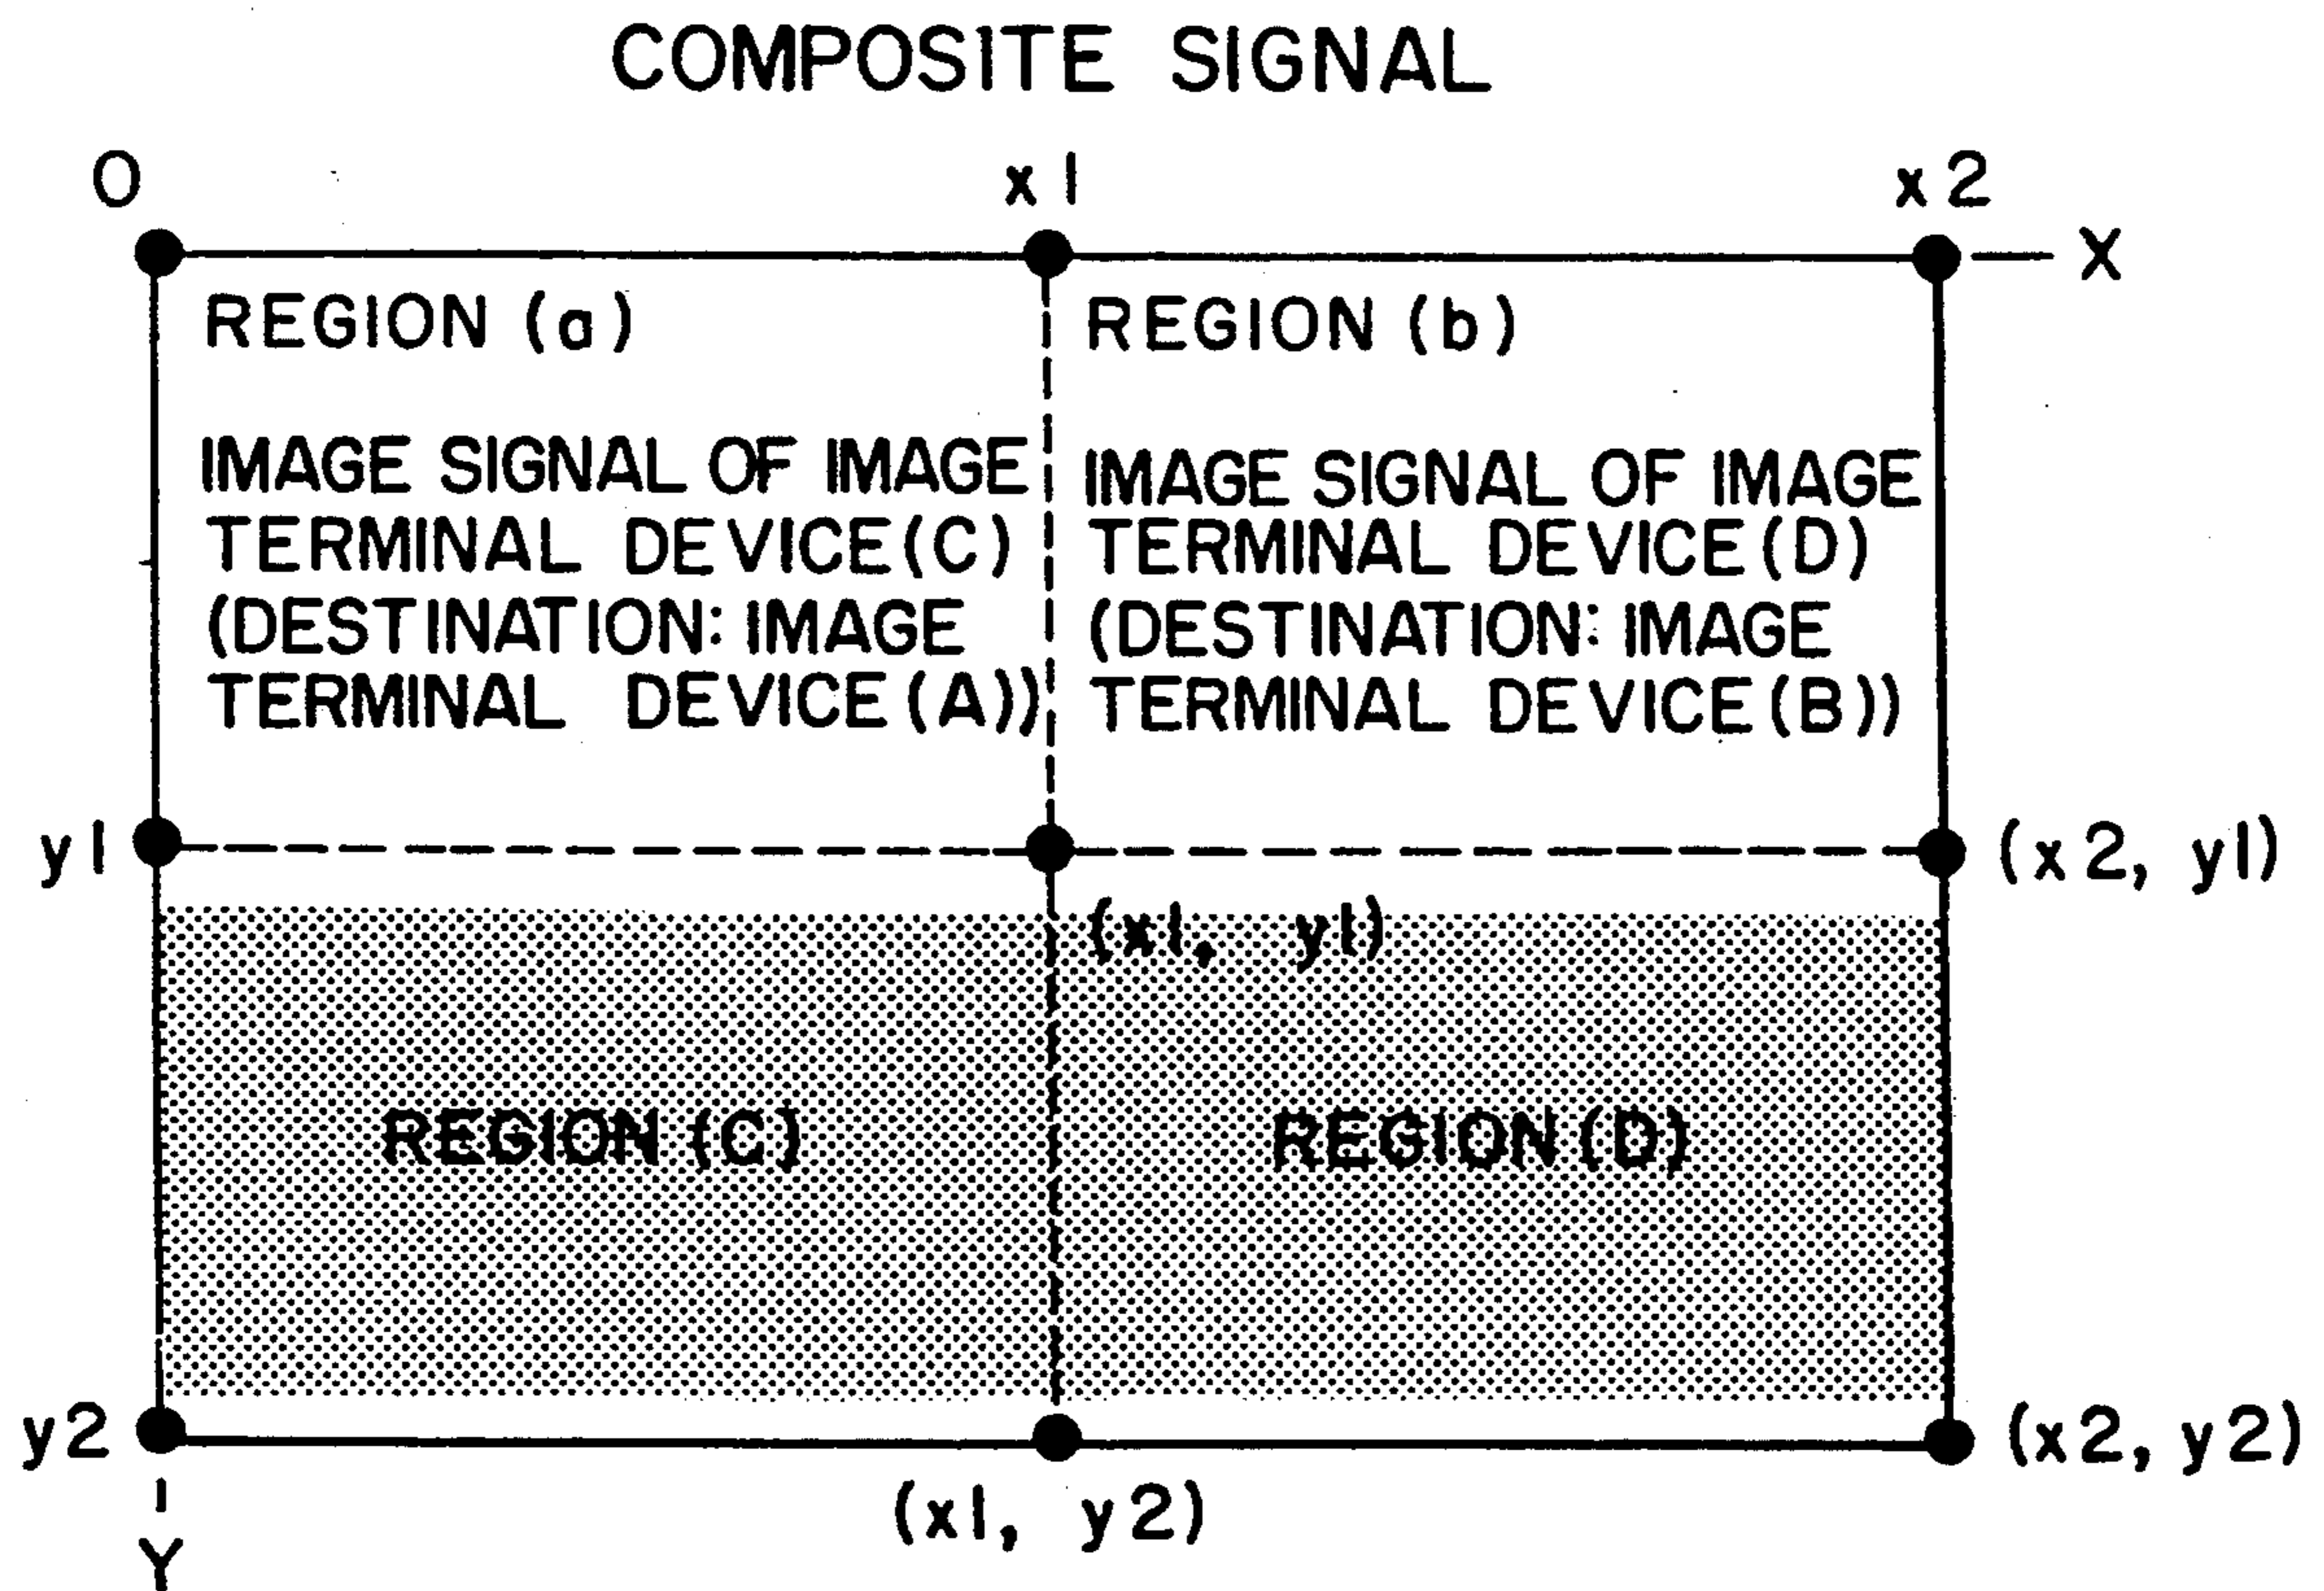 COMPOSITE SIGNAL
0 x1 x2
X
REGION (a)
IMAGE SIGNAL OF IMAGE
TERMINAL DEVICE(C)
(DESTINATION: IMAGE
TERMINAL DEVICE(A))
REGION (b)
IMAGE SIGNAL OF IMAGE
TERMINAL DEVICE(D)
(DESTINATION: IMAGE
TERMINAL DEVICE(B))
y1
(x2, y1)
(x1, y1)
REGION (C)
REGION (D)
y2
(x2, y2)
(x1, y2)
Y